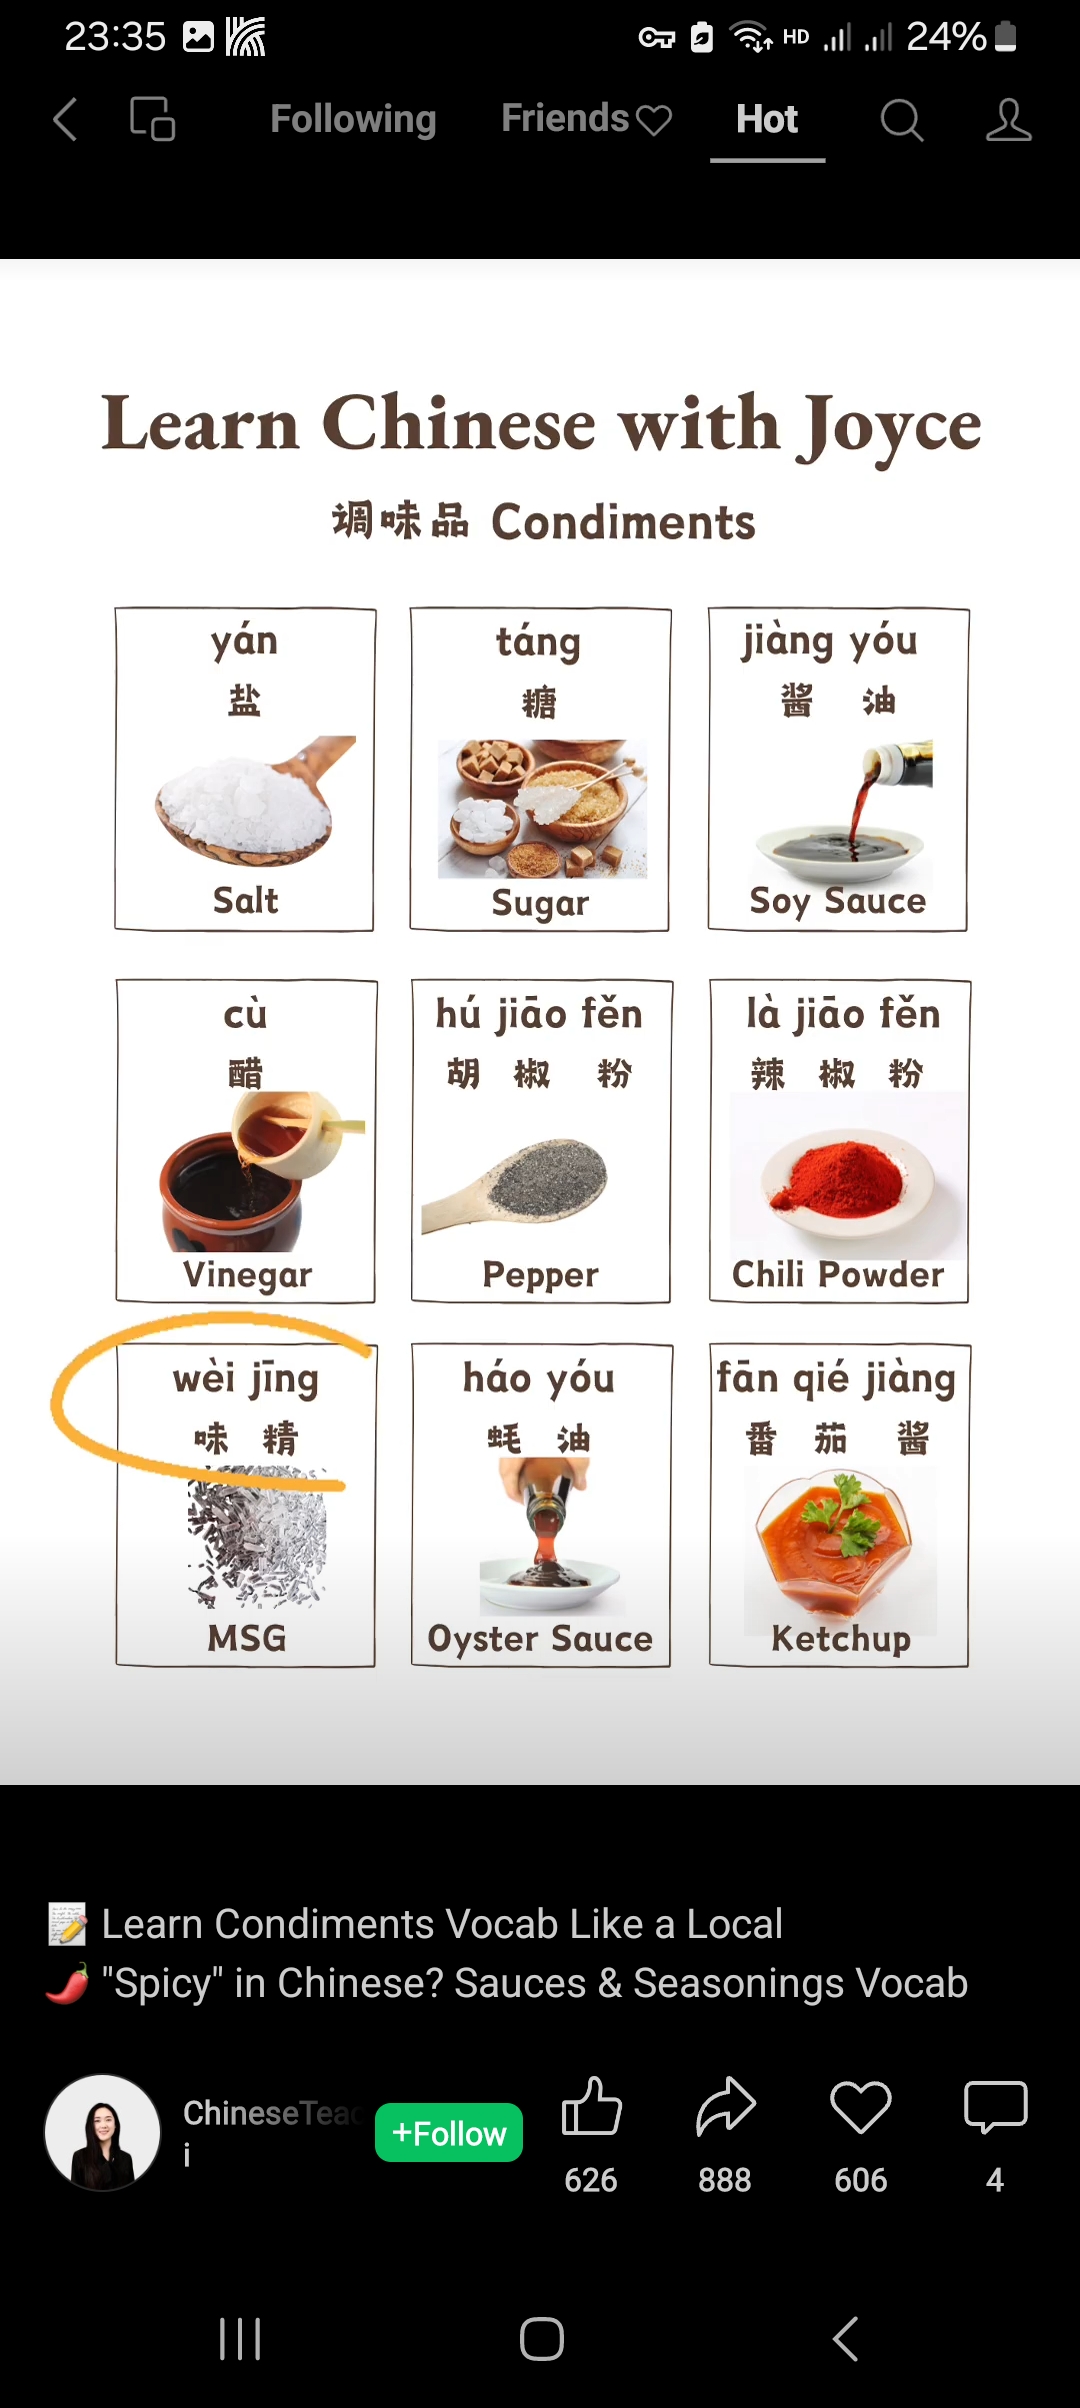 23:35 HD 24%
Following Friends Hot
Learn Chinese with Joyce
调味品 Condiments
yán
盐
Salt
táng
糖
Sugar
jiàng yóu
酱 油
Soy Sauce
cù
醋
Vinegar
hú jiāo fěn
胡 椒 粉
Pepper
là jiāo fěn
辣 椒 粉
Chili Powder
wèi jīng
味 精
MSG
háo yóu
蚝 油
Oyster Sauce
fān qié jiàng
番 茄 酱
Ketchup
Learn Condiments Vocab Like a Local
"Spicy" in Chinese? Sauces & Seasonings Vocab
ChineseTeac
i
+Follow
626 888 606 4